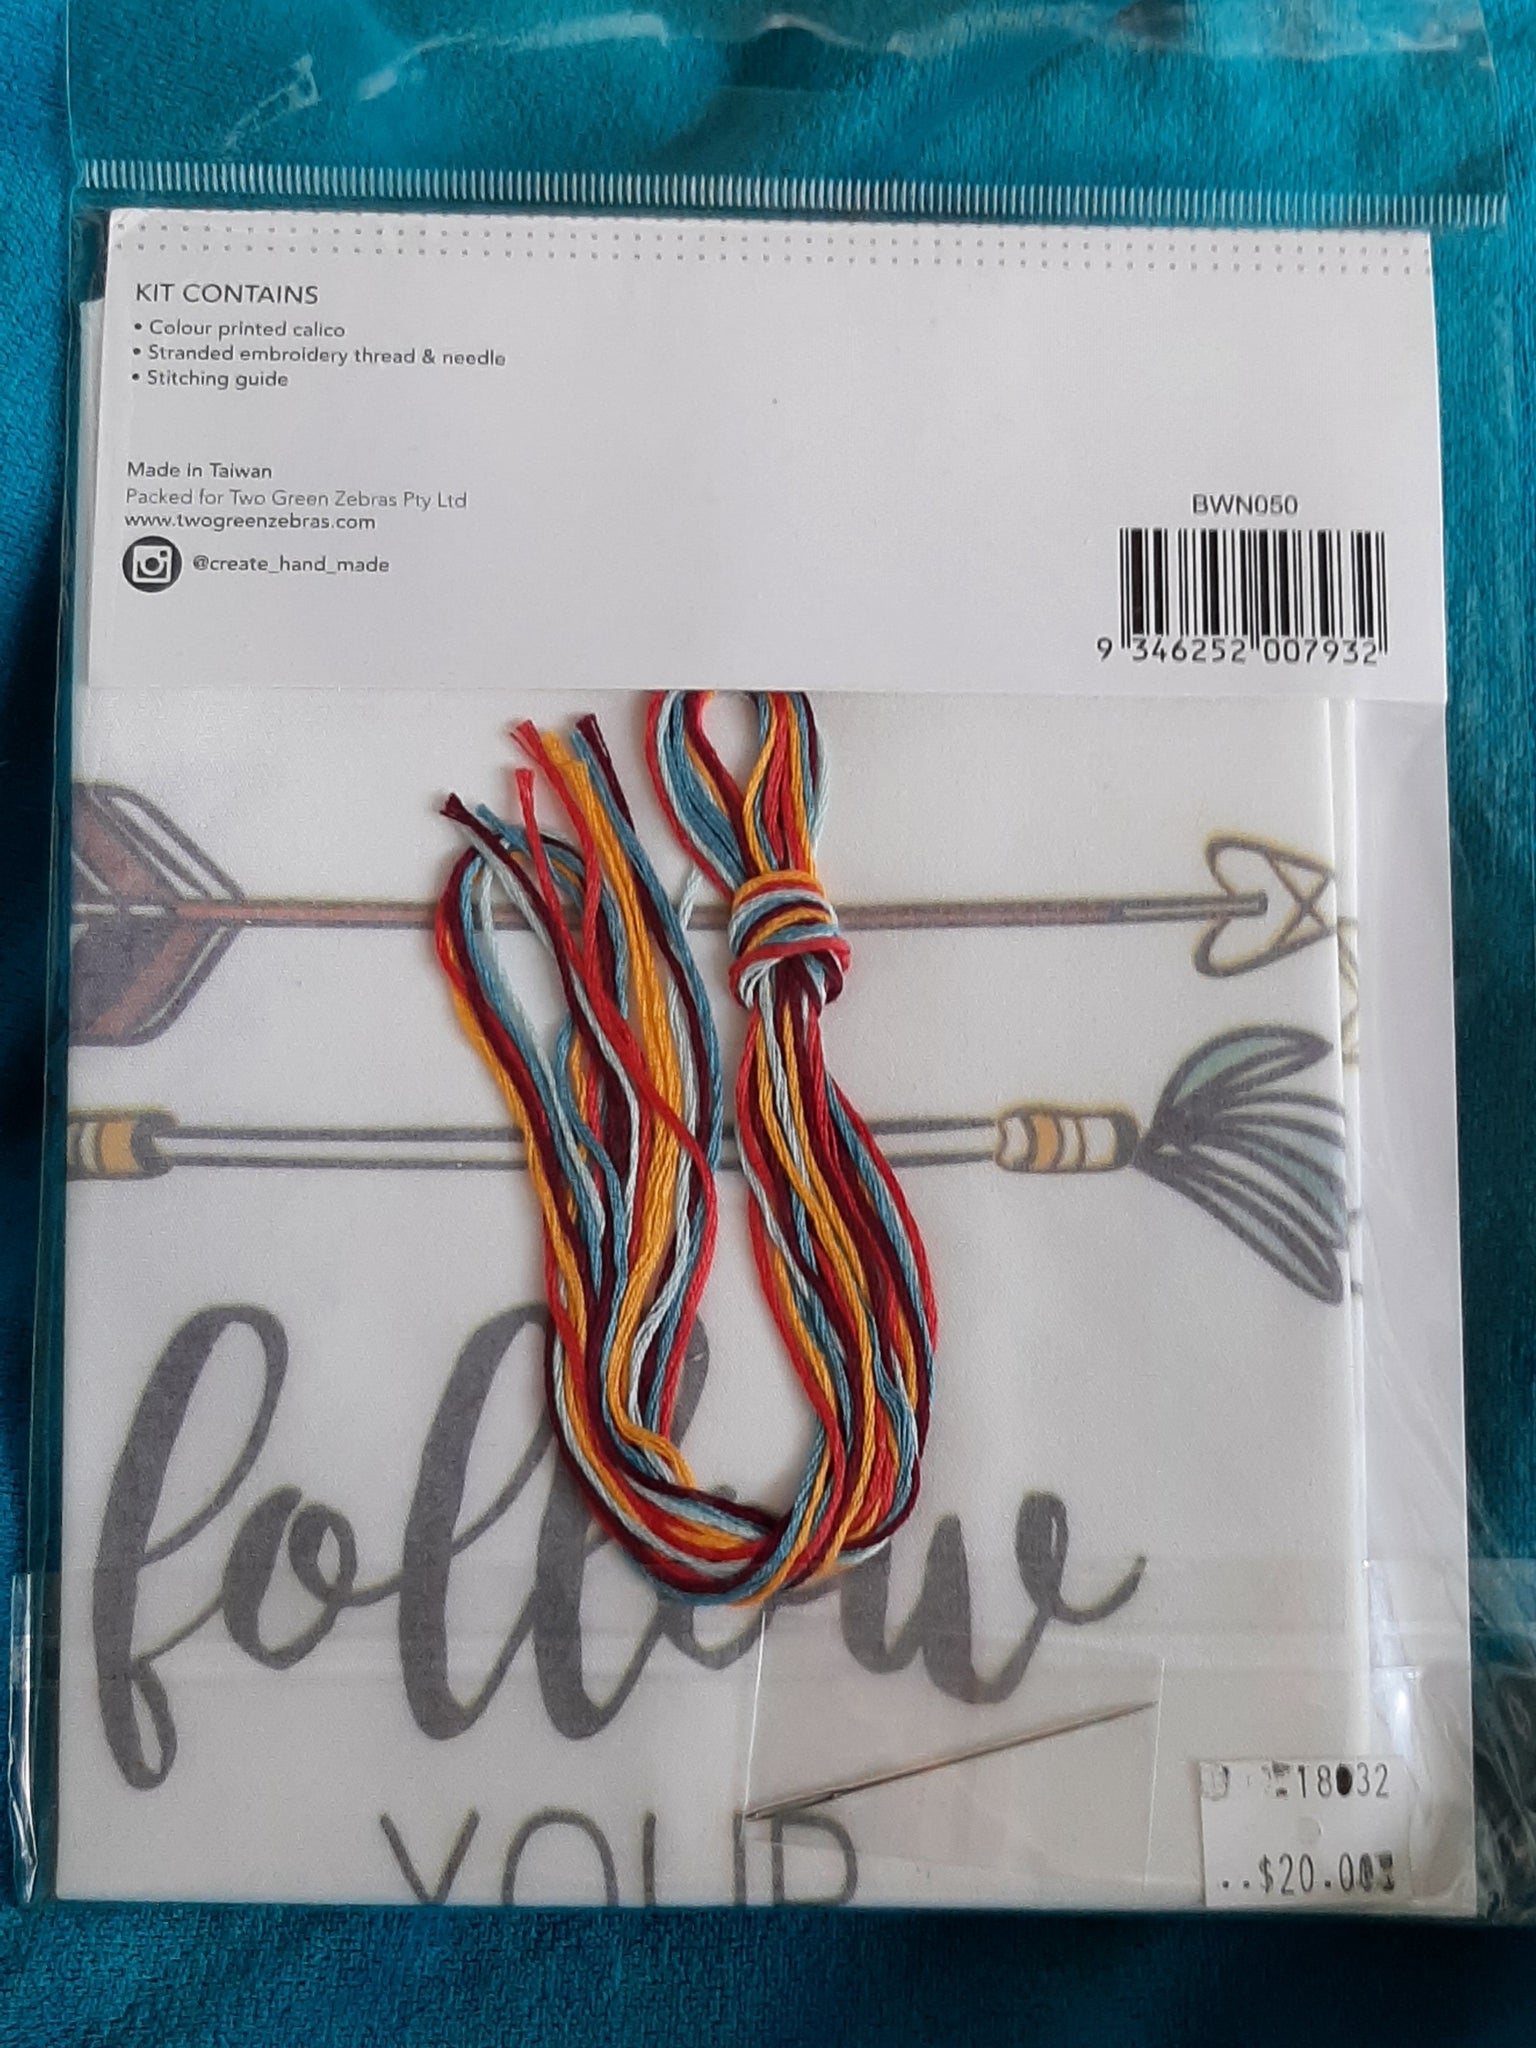 KIT CONTAINS
• Colour printed calico
• Stranded embroidery thread & needle
• Stitching guide
Made in Taiwan
Packed for Two Green Zebras Pty Ltd
www.twogreenzebras.com
@create_hand_made
BWN050
9 346252 007932
follow
YOUR
$20.00